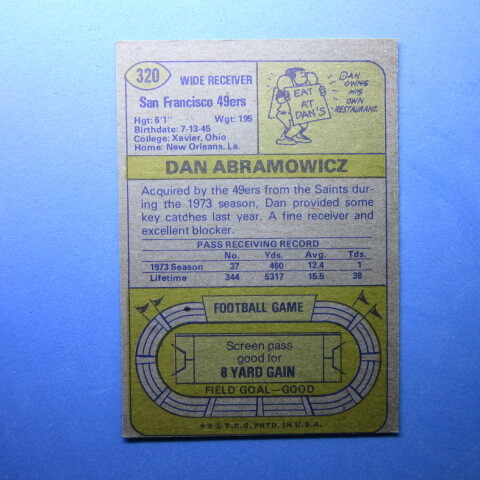 320
WIDE RECEIVER
San Francisco 49ers
Hgt: 6'1" Wgt: 195
Birthdate: 7-13-45
College: Xavier, Ohio
Home: New Orleans, La.
EAT
AT
DAN'S
DAN
OWNS
HIS
OWN
RESTAURANT.
DAN ABRAMOWICZ
Acquired by the 49ers from the Saints dur-
ing the 1973 season, Dan provided some
key catches last year. A fine receiver and
excellent blocker.
PASS RECEIVING RECORD
No. Yds. Avg. Tds.
1973 Season 37 460 12.4 1
Lifetime 344 5317 15.5 38
FOOTBALL GAME
Screen pass
good for
8 YARD GAIN
FIELD GOAL—GOOD
★★ © T.C.G. PRTD. IN U.S.A.